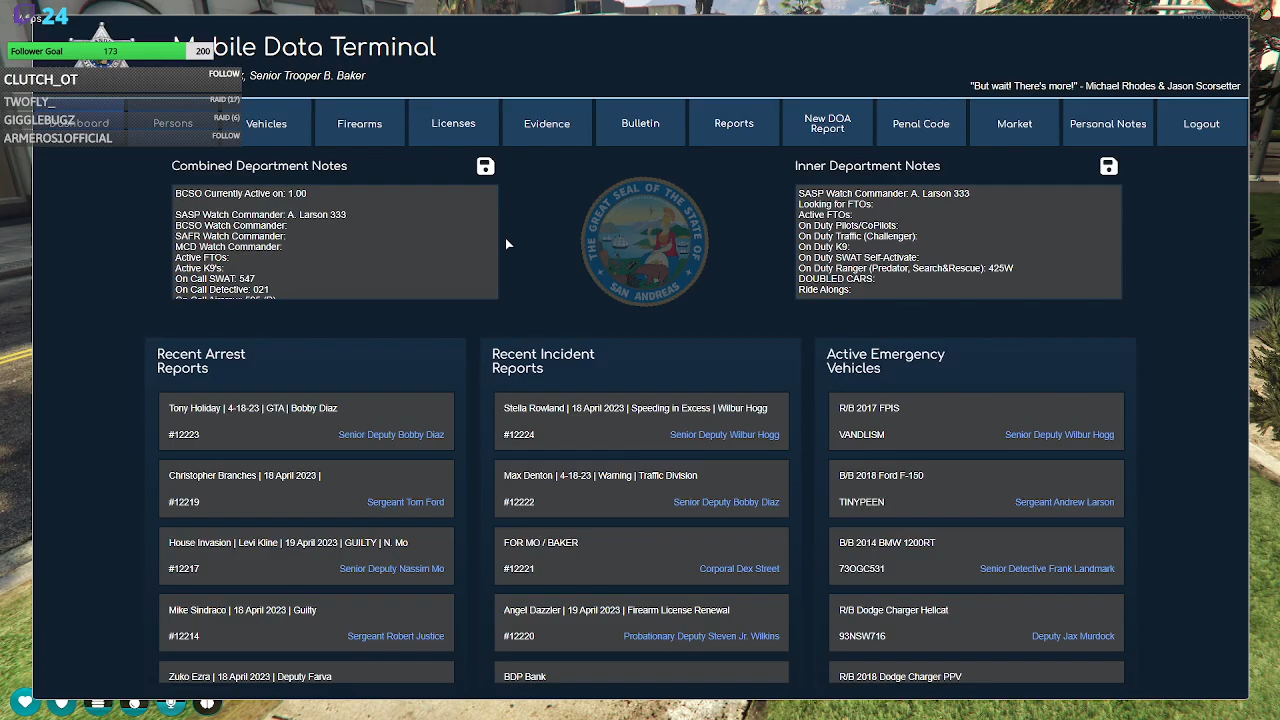 24
Follower Goal 173 200
Mobile Data Terminal
CLUTCH_OT FOLLOW
, Senior Trooper B. Baker
"But wait! There's more!" - Michael Rhodes & Jason Scorsetter
TWOFLY_ RAID (17)
GIGGLEBUGZ RAID (6)
ARMEROS1OFFICIAL FOLLOW
Dashboard Persons Vehicles Firearms Licenses Evidence Bulletin Reports New DOA Report Penal Code Market Personal Notes Logout
Combined Department Notes
BCSO Currently Active on: 1.00
SASP Watch Commander: A. Larson 333
BCSO Watch Commander:
SAFR Watch Commander:
MCD Watch Commander:
Active FTOs:
Active K9's:
On Call SWAT: 547
On Call Detective: 021
THE GREAT SEAL OF THE STATE OF SAN ANDREAS
Inner Department Notes
SASP Watch Commander: A. Larson 333
Looking for FTOs:
Active FTOs:
On Duty Pilots/CoPilots:
On Duty Traffic (Challenger):
On Duty K9:
On Duty SWAT Self-Activate:
On Duty Ranger (Predator, Search&Rescue): 425W
DOUBLED CARS:
Ride Alongs:
Recent Arrest
Reports
Tony Holiday | 4-18-23 | GTA | Bobby Diaz
#12223 Senior Deputy Bobby Diaz
Christopher Branches | 18 April 2023 |
#12219 Sergeant Tom Ford
House Invasion | Levi Kline | 19 April 2023 | GUILTY | N. Mo
#12217 Senior Deputy Nassim Mo
Mike Sindraco | 18 April 2023 | Guilty
#12214 Sergeant Robert Justice
Zuko Ezra | 18 April 2023 | Deputy Farva
Recent Incident
Reports
Stella Rowland | 18 April 2023 | Speeding in Excess | Wilbur Hogg
#12224 Senior Deputy Wilbur Hogg
Max Denton | 4-18-23 | Warning | Traffic Division
#12222 Senior Deputy Bobby Diaz
FOR MO / BAKER
#12221 Corporal Dex Street
Angel Dazzler | 19 April 2023 | Firearm License Renewal
#12220 Probationary Deputy Steven Jr. Wilkins
BDP Bank
Active Emergency
Vehicles
R/B 2017 FPIS
VANDLISM Senior Deputy Wilbur Hogg
B/B 2018 Ford F-150
TINYPEEN Sergeant Andrew Larson
B/B 2014 BMW 1200RT
73OGC531 Senior Detective Frank Landmark
R/B Dodge Charger Hellcat
93NSW716 Deputy Jax Murdock
R/B 2018 Dodge Charger PPV